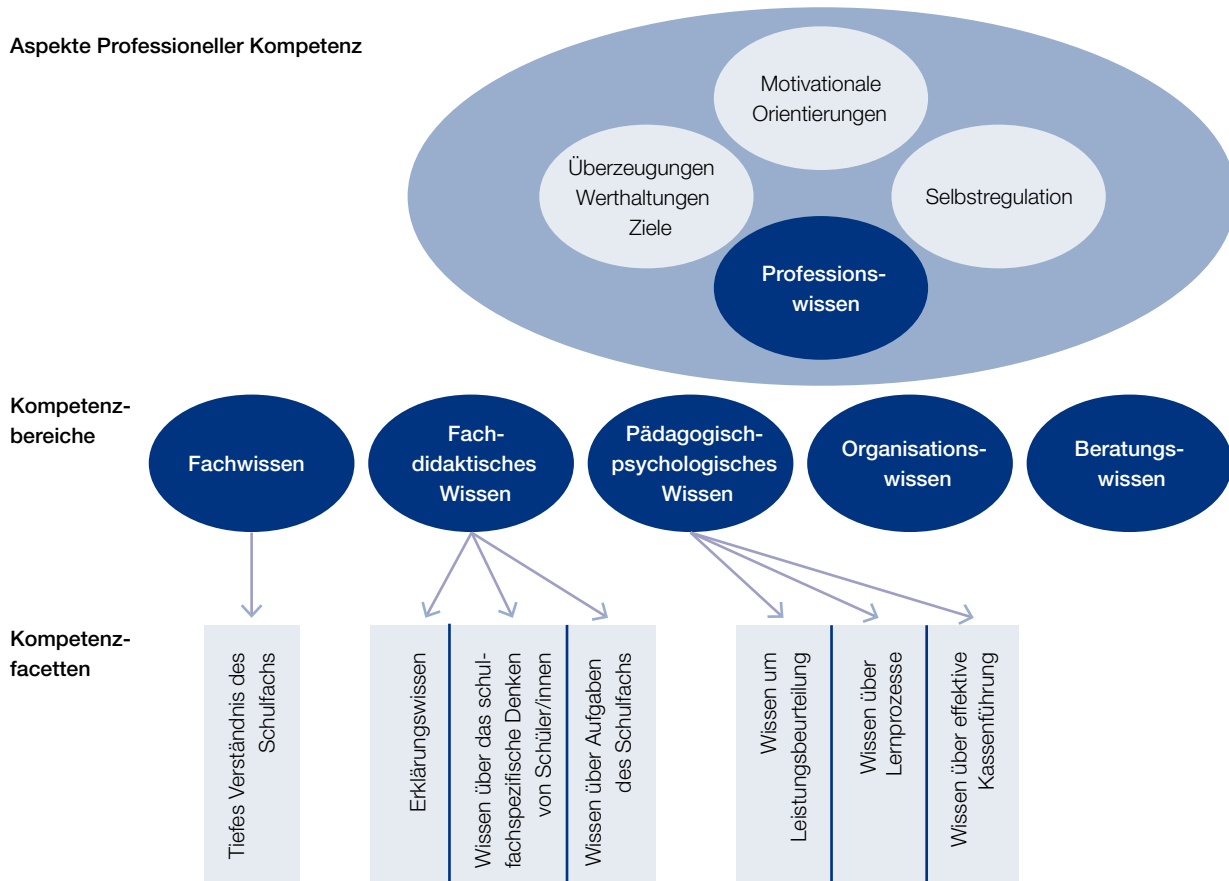 Aspekte Professioneller Kompetenz
Motivationale
Orientierungen
Überzeugungen
Werthaltungen
Ziele
Selbstregulation
Professions-
wissen
Kompetenz-
bereiche
Fachwissen
Fach-
didaktisches
Wissen
Pädagogisch-
psychologisches
Wissen
Organisations-
wissen
Beratungs-
wissen
Kompetenz-
facetten
Tiefes Verständnis des
Schulfachs
Erklärungswissen
Wissen über das schul-
fachspezifische Denken
von Schüler/innen
Wissen über Aufgaben
des Schulfachs
Wissen um
Leistungsbeurteilung
Wissen über
Lernprozesse
Wissen über effektive
Kassenführung